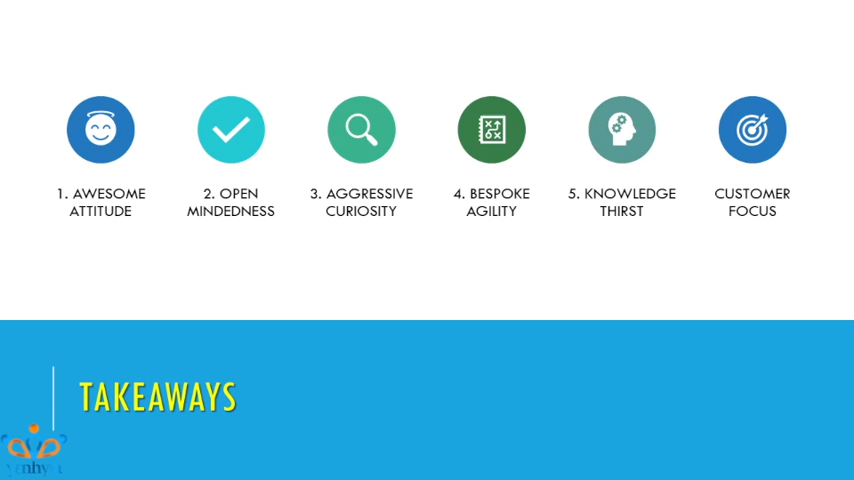 1. AWESOME
ATTITUDE
2. OPEN
MINDEDNESS
3. AGGRESSIVE
CURIOSITY
4. BESPOKE
AGILITY
5. KNOWLEDGE
THIRST
CUSTOMER
FOCUS
TAKEAWAYS